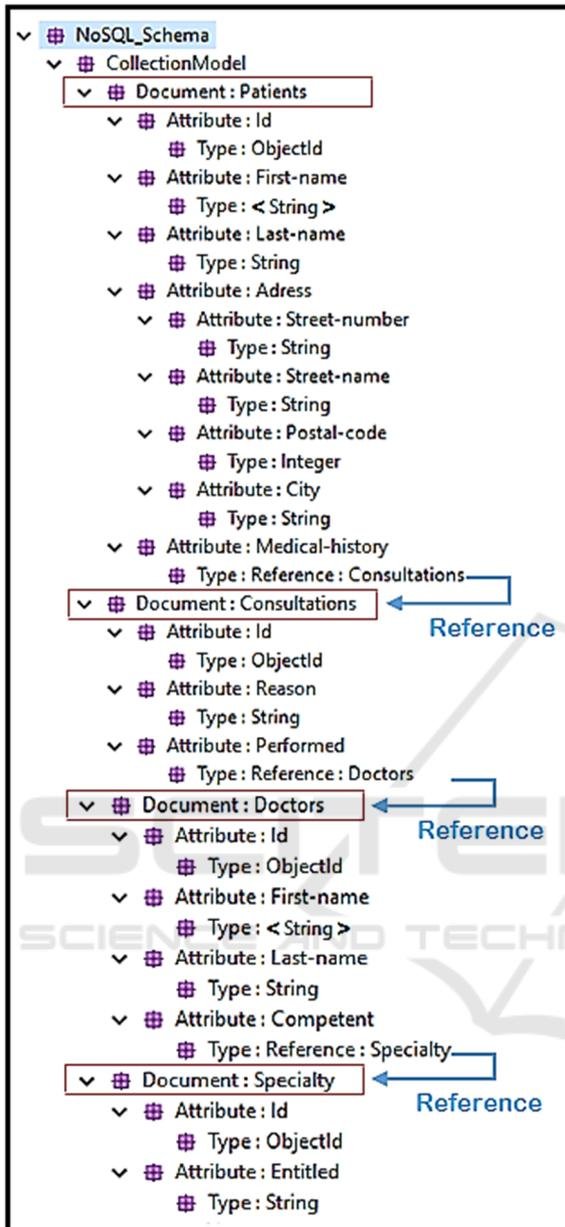 NoSQL_Schema
CollectionModel
Document : Patients
Attribute : Id
Type : ObjectId
Attribute : First-name
Type : < String >
Attribute : Last-name
Type : String
Attribute : Adress
Attribute : Street-number
Type : String
Attribute : Street-name
Type : String
Attribute : Postal-code
Type : Integer
Attribute : City
Type : String
Attribute : Medical-history
Type : Reference : Consultations
Document : Consultations
Reference
Attribute : Id
Type : ObjectId
Attribute : Reason
Type : String
Attribute : Performed
Type : Reference : Doctors
Document : Doctors
Reference
Attribute : Id
Type : ObjectId
Attribute : First-name
Type : < String >
Attribute : Last-name
Type : String
Attribute : Competent
Type : Reference : Specialty
Document : Specialty
Reference
Attribute : Id
Type : ObjectId
Attribute : Entitled
Type : String
SCIENCE AND